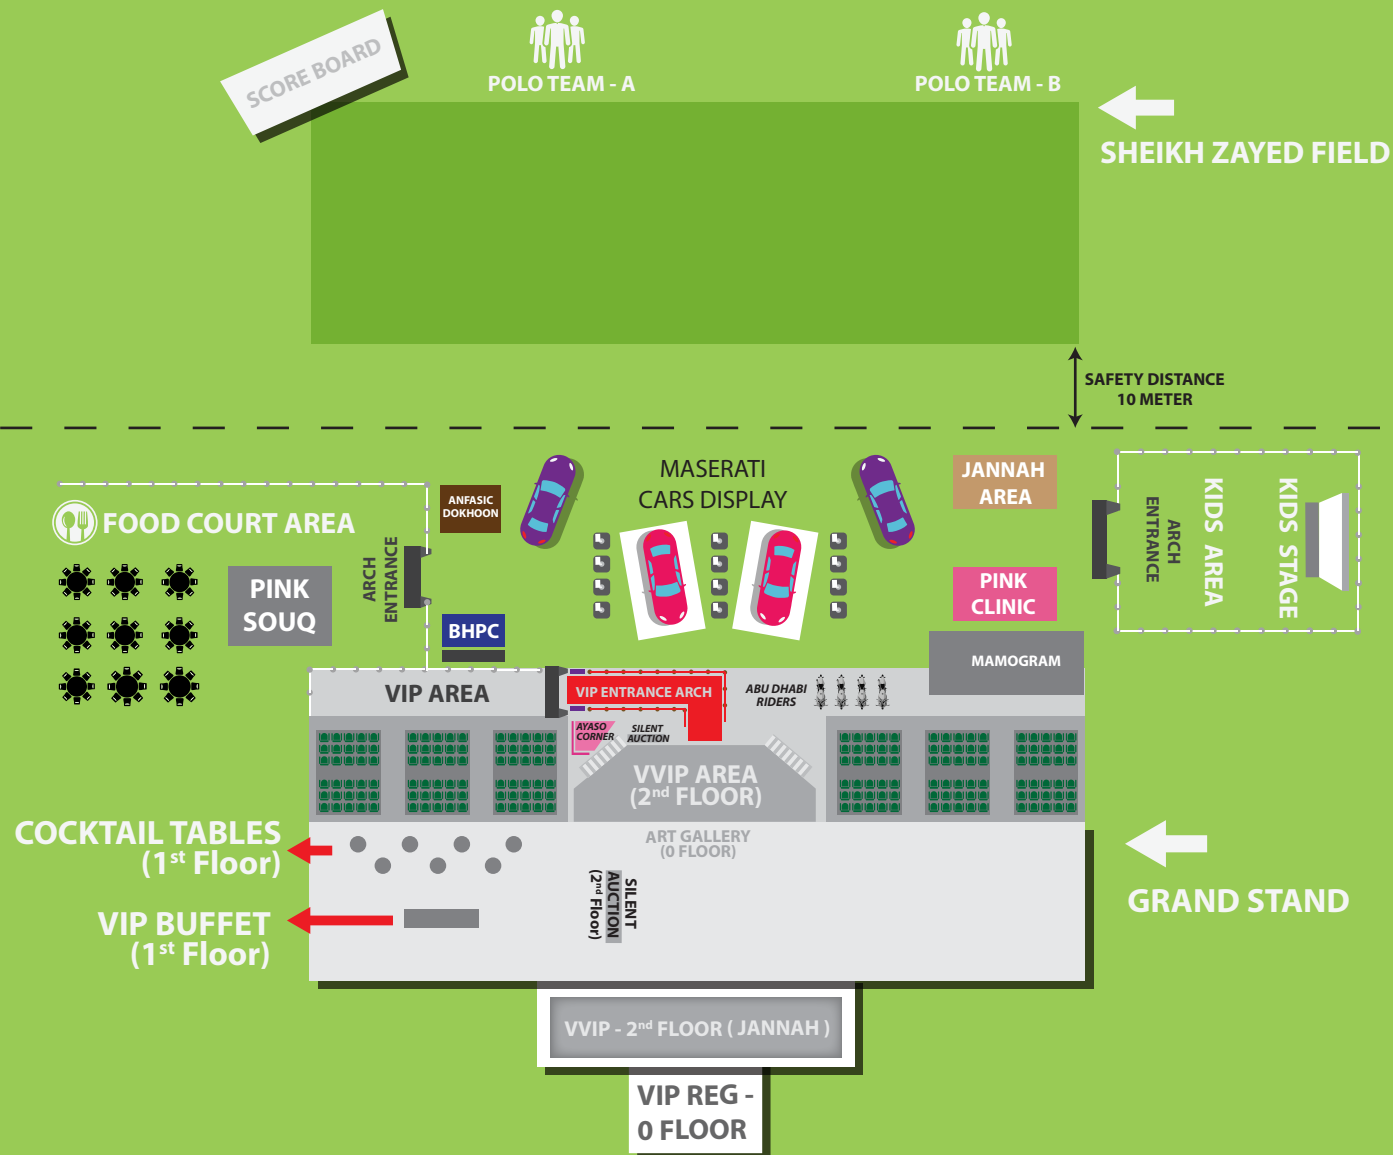 SCORE BOARD
POLO TEAM - A
POLO TEAM - B
SHEIKH ZAYED FIELD
SAFETY DISTANCE
10 METER
MASERATI
CARS DISPLAY
JANNAH
AREA
ANFASIC
DOKHOON
FOOD COURT AREA
ARCH
ENTRANCE
PINK
SOUQ
BHPC
PINK
CLINIC
MAMOGRAM
ARCH
ENTRANCE
KIDS AREA
KIDS STAGE
VIP AREA
VIP ENTRANCE ARCH
ABU DHABI
RIDERS
AYASO
CORNER
SILENT
AUCTION
VVIP AREA
(2nd FLOOR)
ART GALLERY
(0 FLOOR)
COCKTAIL TABLES
(1st Floor)
SILENT
AUCTION
(2nd Floor)
VIP BUFFET
(1st Floor)
GRAND STAND
VVIP - 2nd FLOOR ( JANNAH )
VIP REG -
0 FLOOR